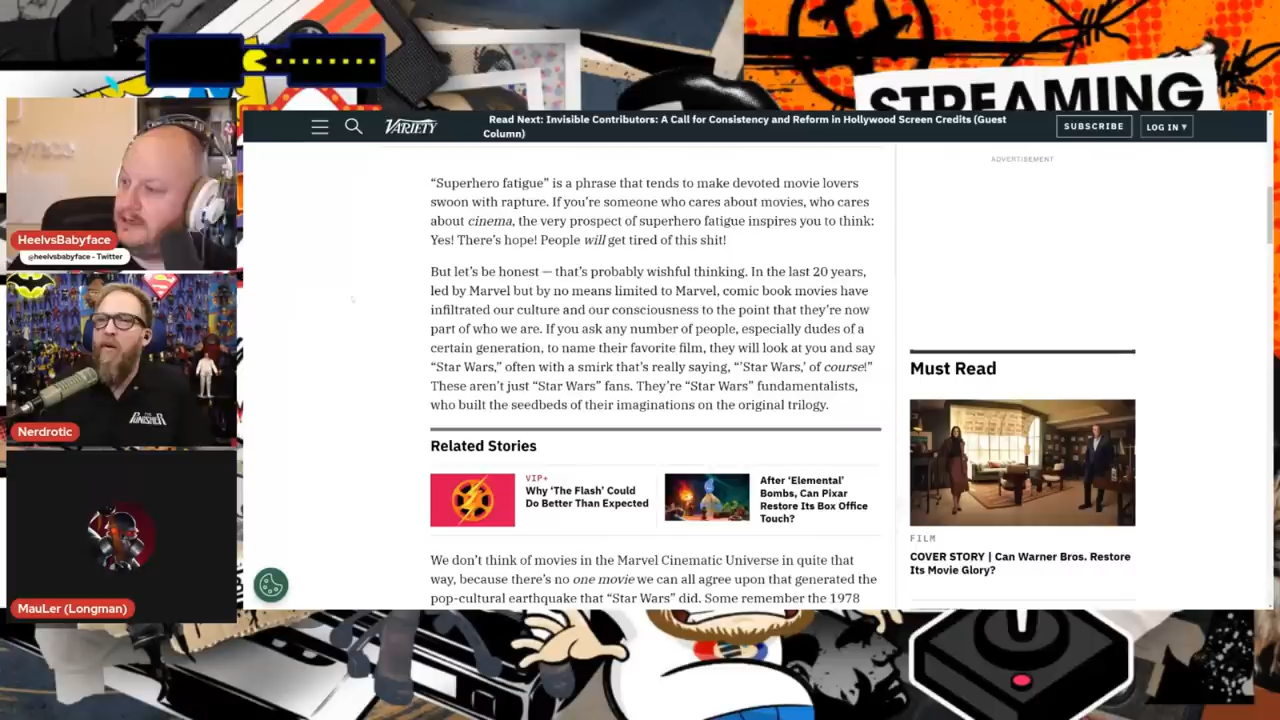 STREAMING
Read Next: Invisible Contributors: A Call for Consistency and Reform in Hollywood Screen Credits (Guest
Column)
VARIETY
SUBSCRIBE
LOG IN ▾
ADVERTISEMENT
“Superhero fatigue” is a phrase that tends to make devoted movie lovers
swoon with rapture. If you’re someone who cares about movies, who cares
about cinema, the very prospect of superhero fatigue inspires you to think:
Yes! There’s hope! People will get tired of this shit!
But let’s be honest — that’s probably wishful thinking. In the last 20 years,
led by Marvel but by no means limited to Marvel, comic book movies have
infiltrated our culture and our consciousness to the point that they’re now
part of who we are. If you ask any number of people, especially dudes of a
certain generation, to name their favorite film, they will look at you and say
“Star Wars,” often with a smirk that’s really saying, “‘Star Wars,’ of course!”
These aren’t just “Star Wars” fans. They’re “Star Wars” fundamentalists,
who built the seedbeds of their imaginations on the original trilogy.
Related Stories
VIP+
Why ‘The Flash’ Could
Do Better Than Expected
After ‘Elemental’
Bombs, Can Pixar
Restore Its Box Office
Touch?
We don’t think of movies in the Marvel Cinematic Universe in quite that
way, because there’s no one movie we can all agree upon that generated the
pop-cultural earthquake that “Star Wars” did. Some remember the 1978
Must Read
FILM
COVER STORY | Can Warner Bros. Restore
Its Movie Glory?
HeelvsBabyface
@heelvsbabyface - Twitter
THE
PUNISHER
Nerdrotic
MauLer (Longman)